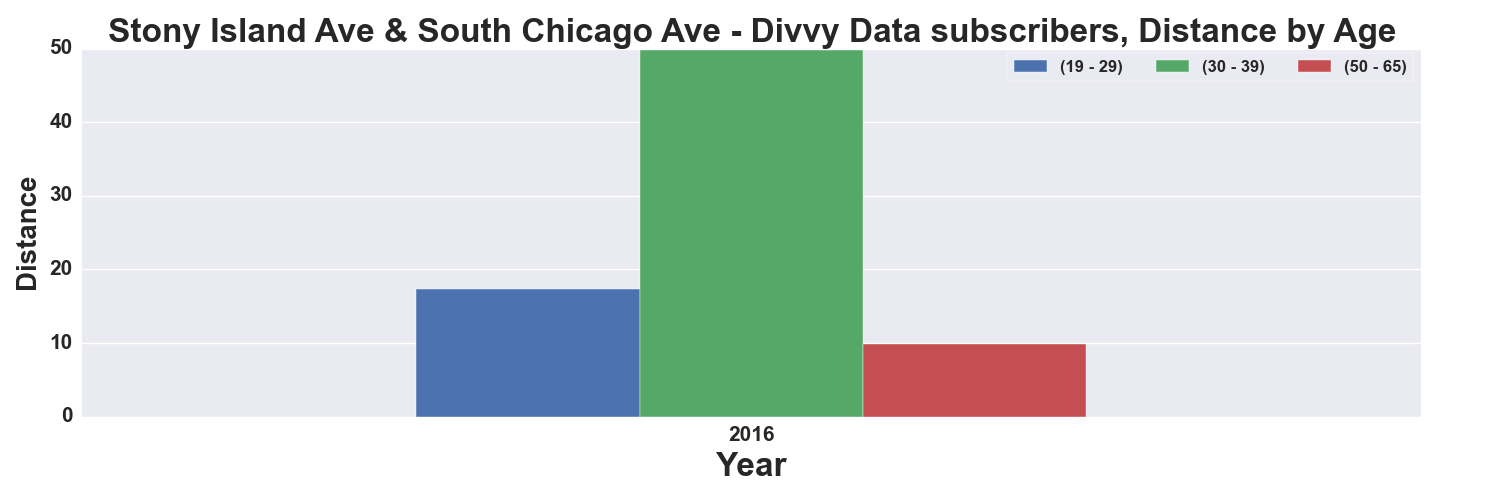 Stony Island Ave & South Chicago Ave - Divvy Data subscribers, Distance by Age
(19 - 29) (30 - 39) (50 - 65)
50
40
30
20
10
0
Distance
2016
Year